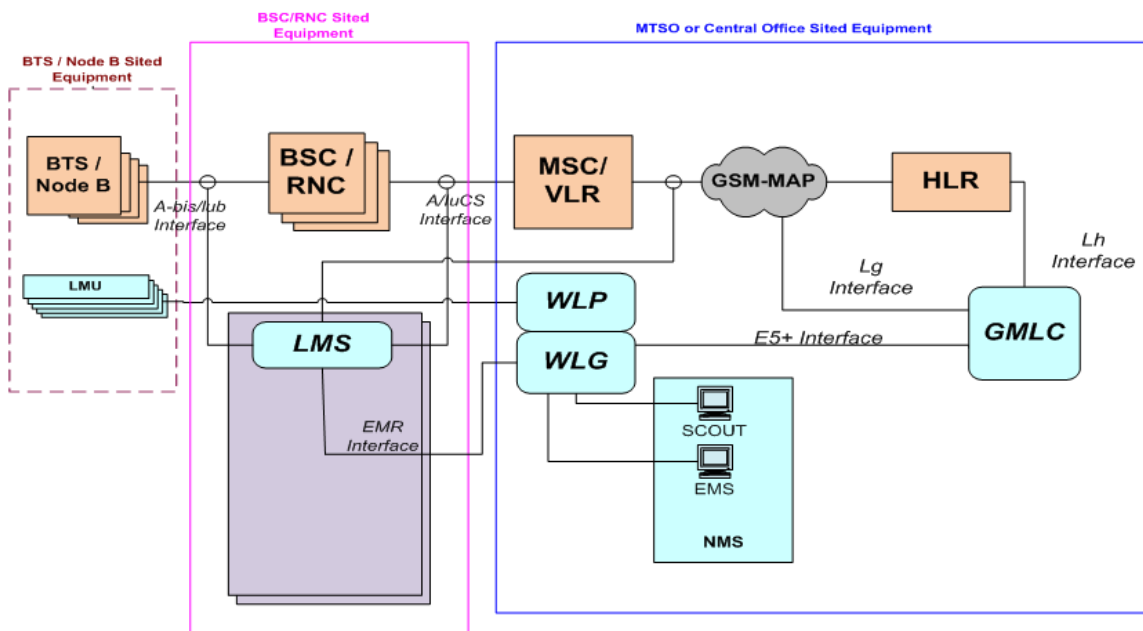 BSC/RNC Sited
Equipment
MTSO or Central Office Sited Equipment
BTS / Node B Sited
Equipment
BTS /
Node B
BSC /
RNC
MSC/
VLR
GSM-MAP
HLR
A-bis/Iub
Interface
A/IuCS
Interface
Lh
Interface
Lg
Interface
LMU
WLP
LMS
WLG
E5+ Interface
GMLC
EMR
Interface
SCOUT
EMS
NMS